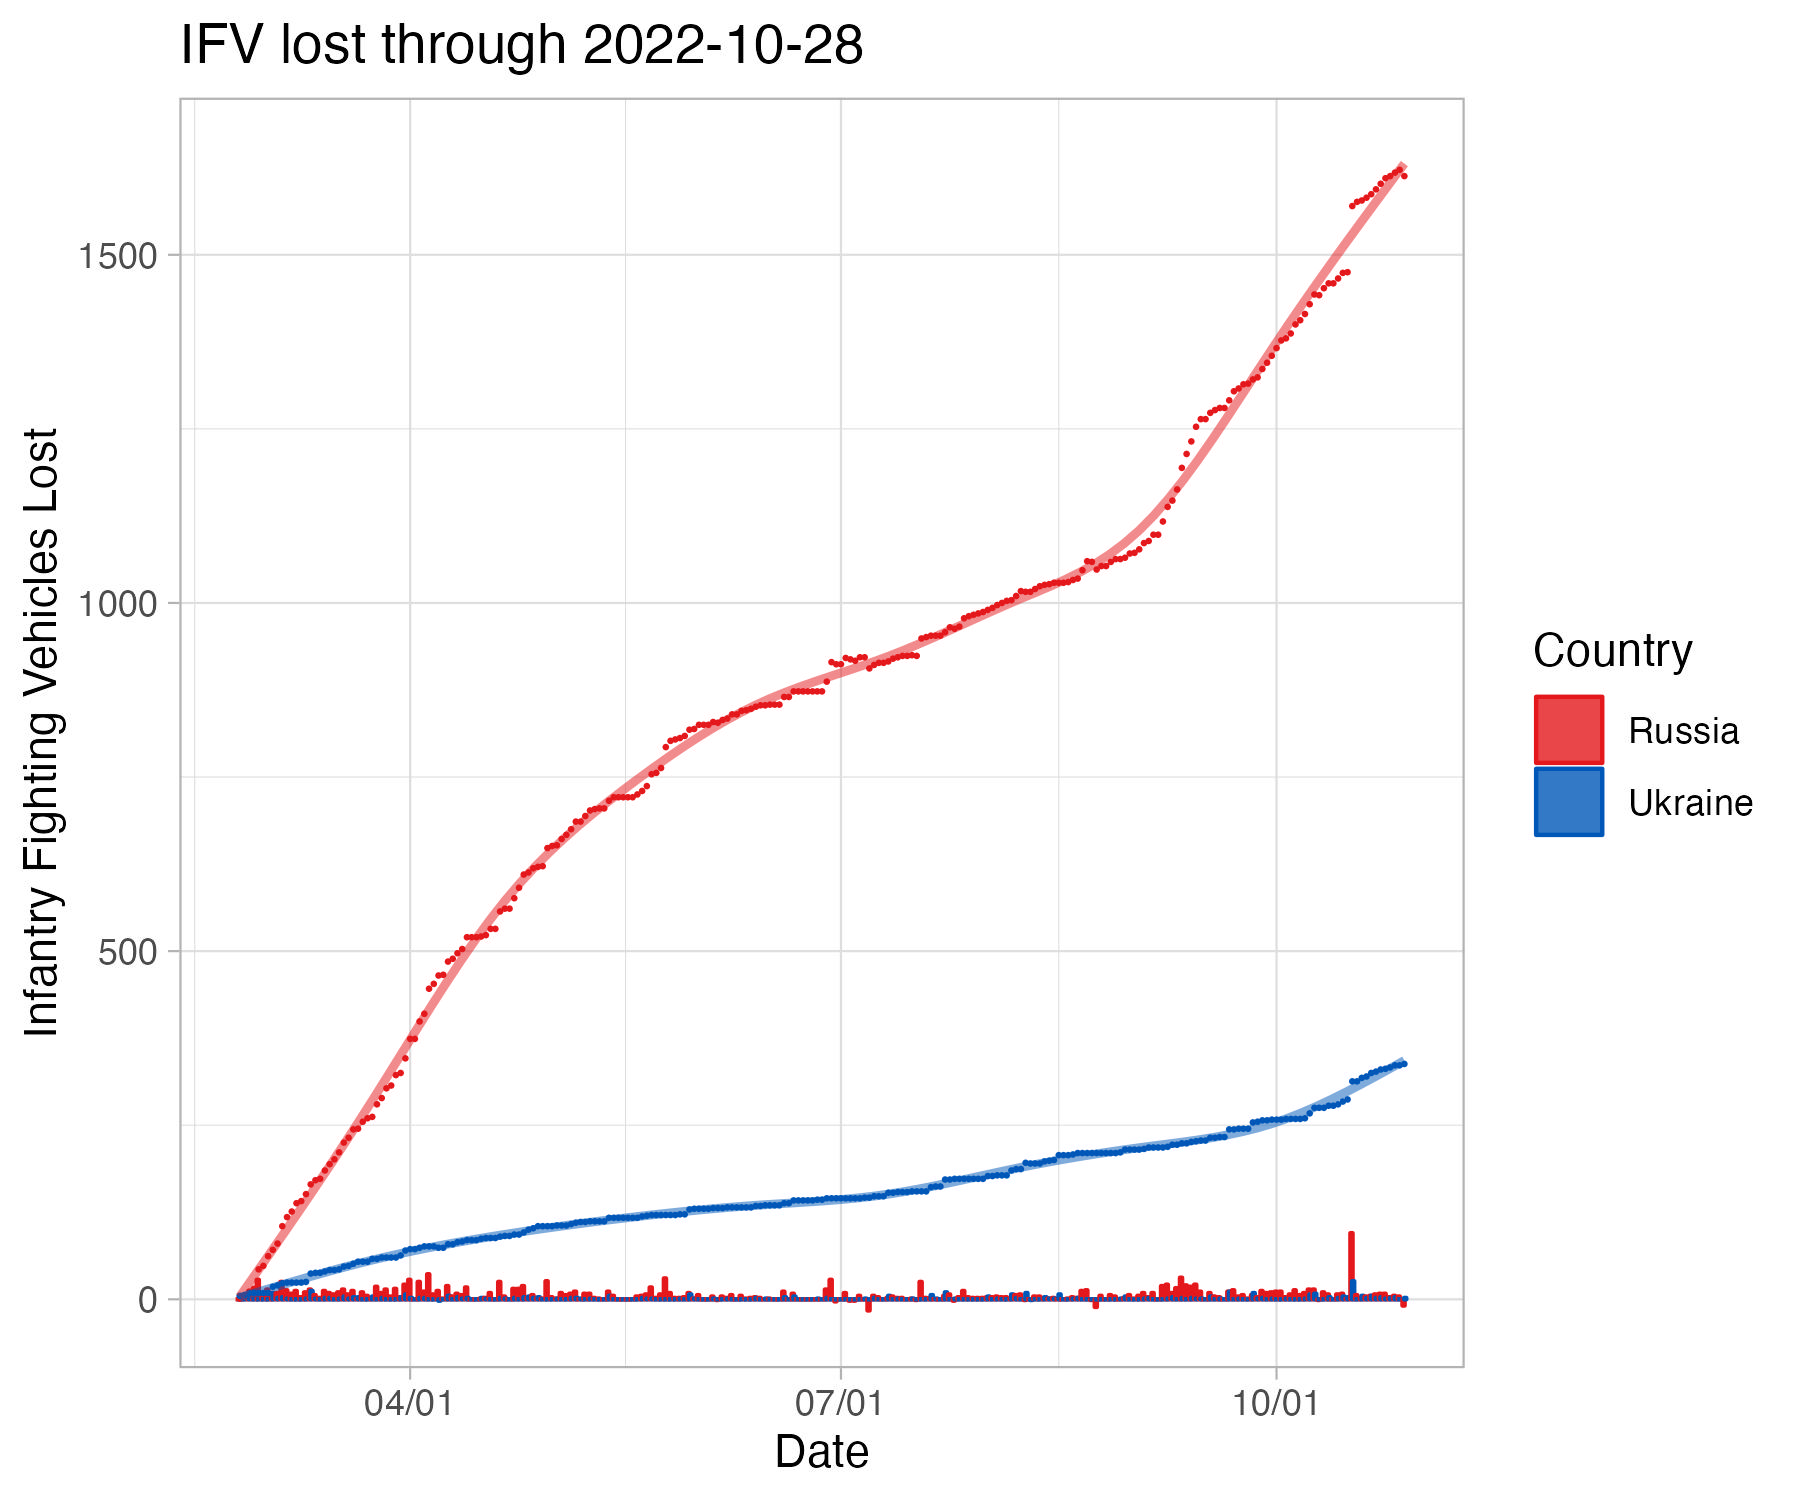 IFV lost through 2022-10-28
Infantry Fighting Vehicles Lost
1500
1000
500
0
04/01
07/01
10/01
Date
Country
Russia
Ukraine